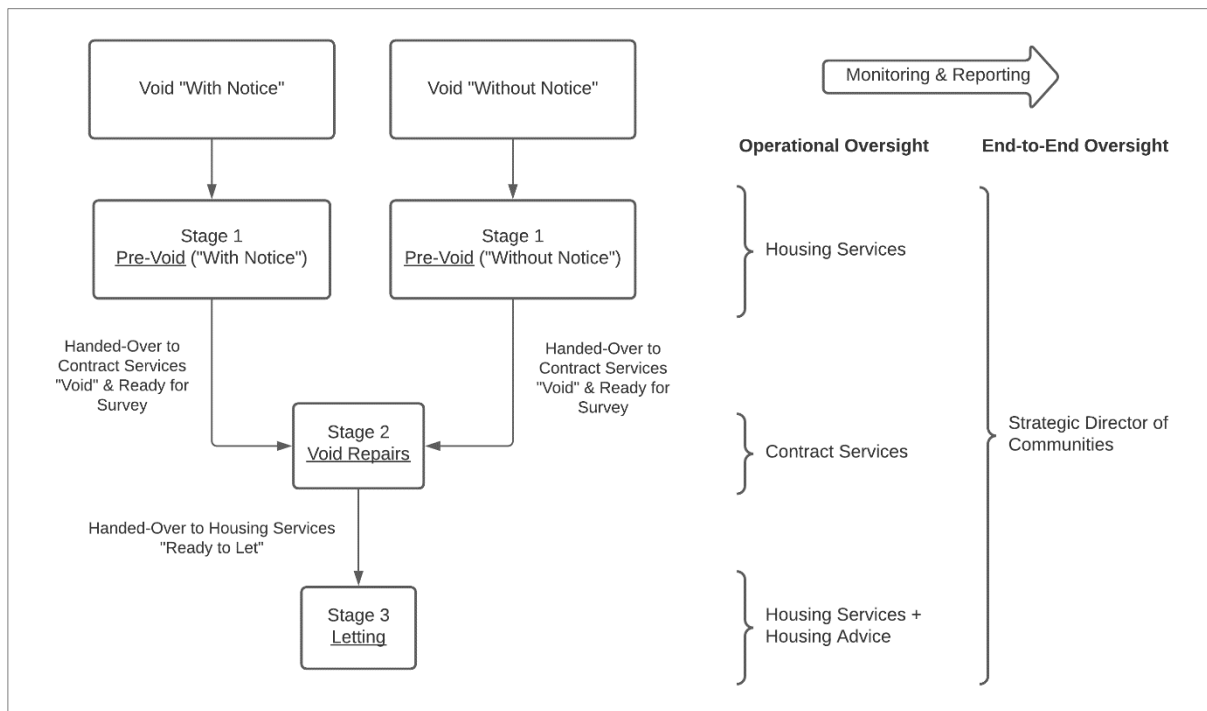 Void "With Notice"
Void "Without Notice"
Monitoring & Reporting
Operational Oversight
End-to-End Oversight
Stage 1
Pre-Void ("With Notice")
Stage 1
Pre-Void ("Without Notice")
Housing Services
Handed-Over to
Contract Services
"Void" & Ready for
Survey
Handed-Over to
Contract Services
"Void" & Ready for
Survey
Stage 2
Void Repairs
Contract Services
Strategic Director of
Communities
Handed-Over to Housing Services
"Ready to Let"
Stage 3
Letting
Housing Services +
Housing Advice